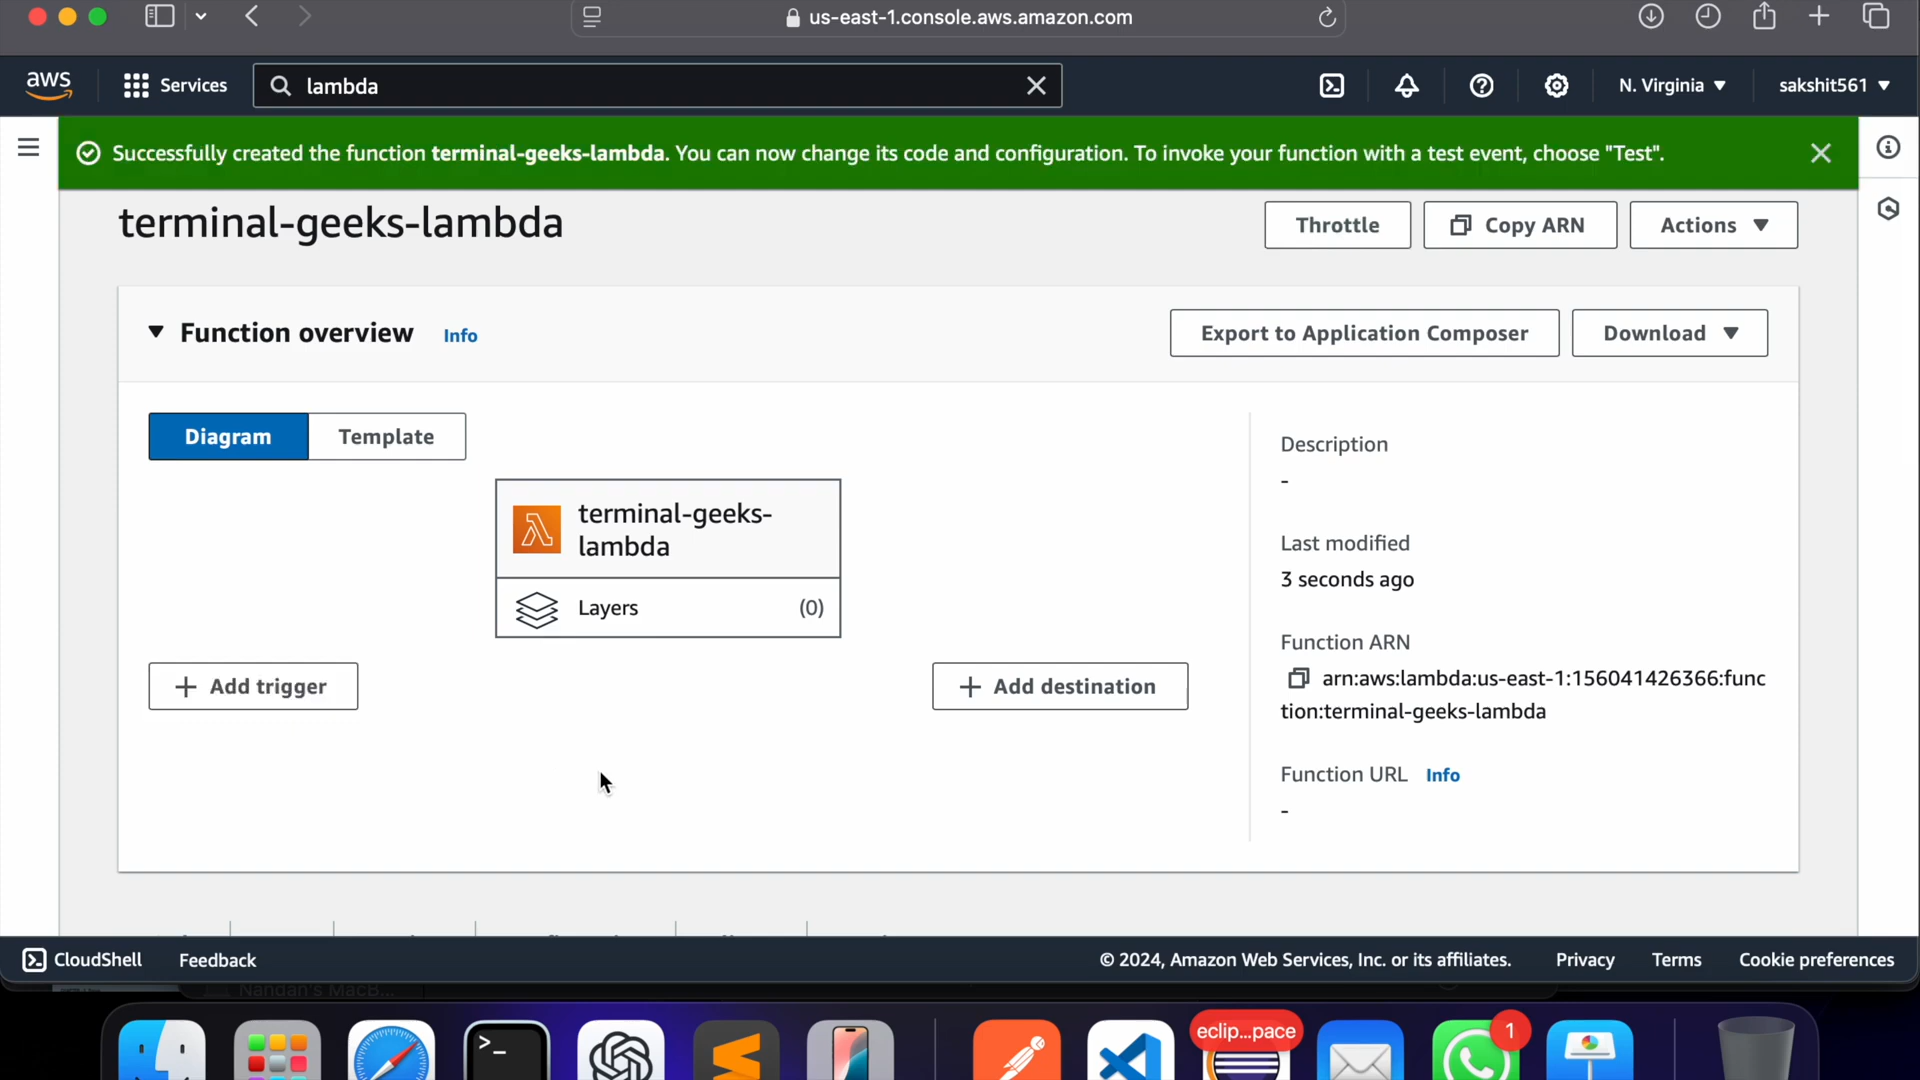 us-east-1.console.aws.amazon.com
aws
Services
lambda
N. Virginia
sakshit561
Successfully created the function terminal-geeks-lambda. You can now change its code and configuration. To invoke your function with a test event, choose "Test".
terminal-geeks-lambda
Throttle
Copy ARN
Actions
Function overview
Info
Export to Application Composer
Download
Diagram
Template
terminal-geeks-
lambda
Layers
(0)
Add trigger
Add destination
Description
-
Last modified
3 seconds ago
Function ARN
arn:aws:lambda:us-east-1:156041426366:func
tion:terminal-geeks-lambda
Function URL
Info
-
CloudShell
Feedback
© 2024, Amazon Web Services, Inc. or its affiliates.
Privacy
Terms
Cookie preferences
Nandan's MacB...
eclip...pace
1